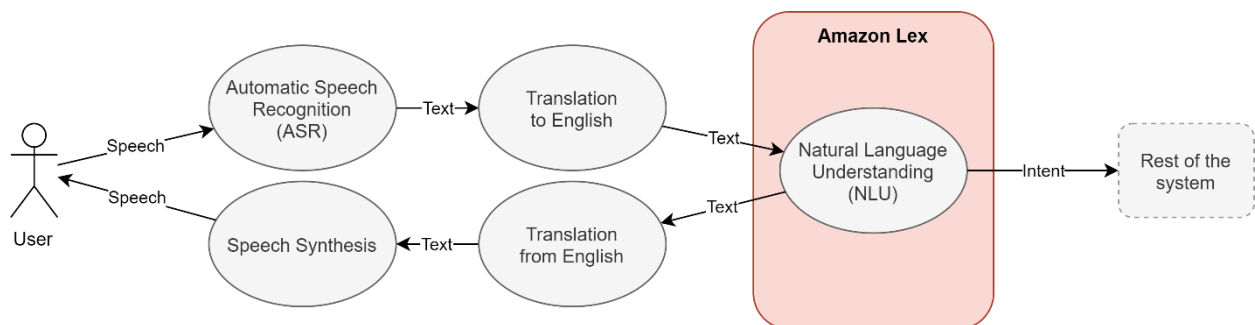 Amazon Lex
Automatic Speech
Recognition
(ASR)
Text
Translation
to English
Speech
Text
Natural Language
Understanding
(NLU)
Intent
Rest of the
system
Speech
Text
User
Speech Synthesis
Text
Translation
from English